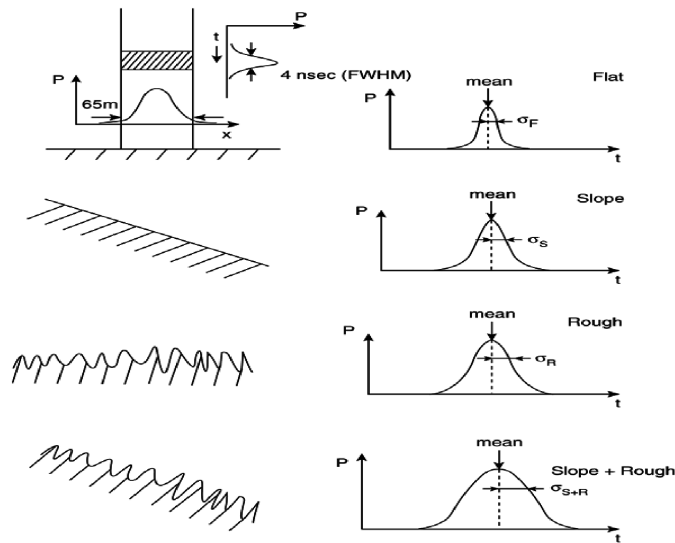 P
t
4 nsec (FWHM)
P
65m
x
Flat
mean
P
σF
t
Slope
mean
P
σS
t
Rough
mean
P
σR
t
Slope + Rough
mean
P
σS+R
t